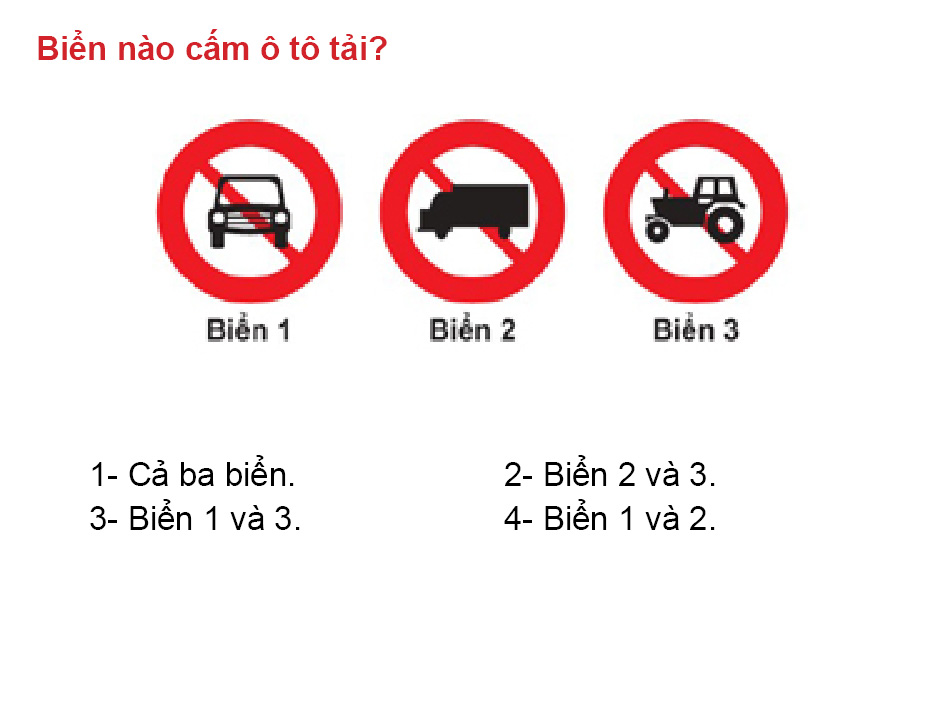 Biển nào cấm ô tô tải?
Biển 1 Biển 2 Biển 3
1- Cả ba biển. 2- Biển 2 và 3.
3- Biển 1 và 3. 4- Biển 1 và 2.